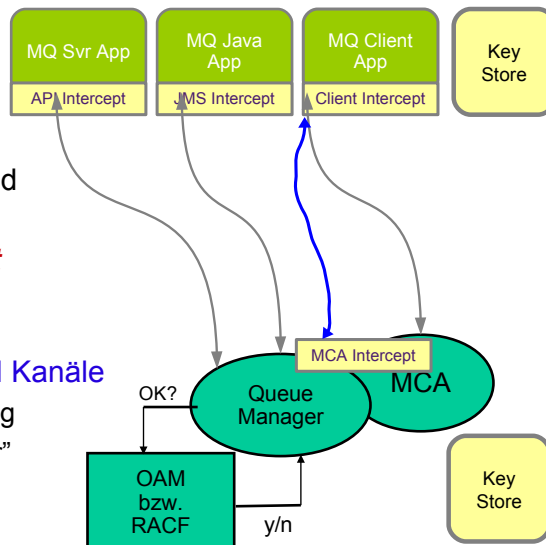 MQ Svr App
MQ Java
App
MQ Client
App
Key
Store
API Intercept
JMS Intercept
Client Intercept
d
Kanäle
MCA Intercept
MCA
OK?
Queue
Manager
g
"
OAM
bzw.
RACF
y/n
Key
Store